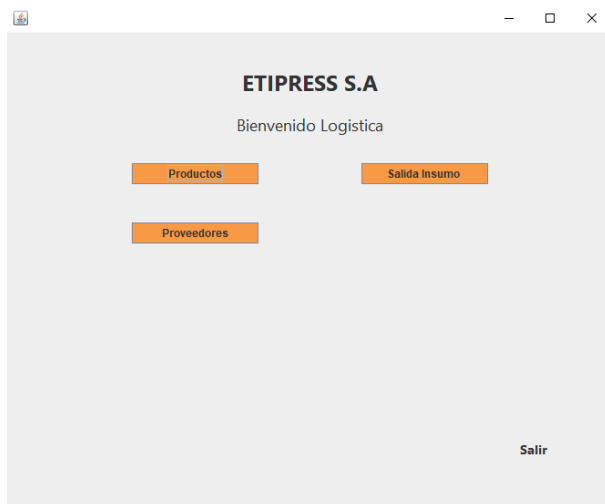 ETIPRESS S.A
Bienvenido Logistica
Productos
Salida Insumo
Proveedores
Salir